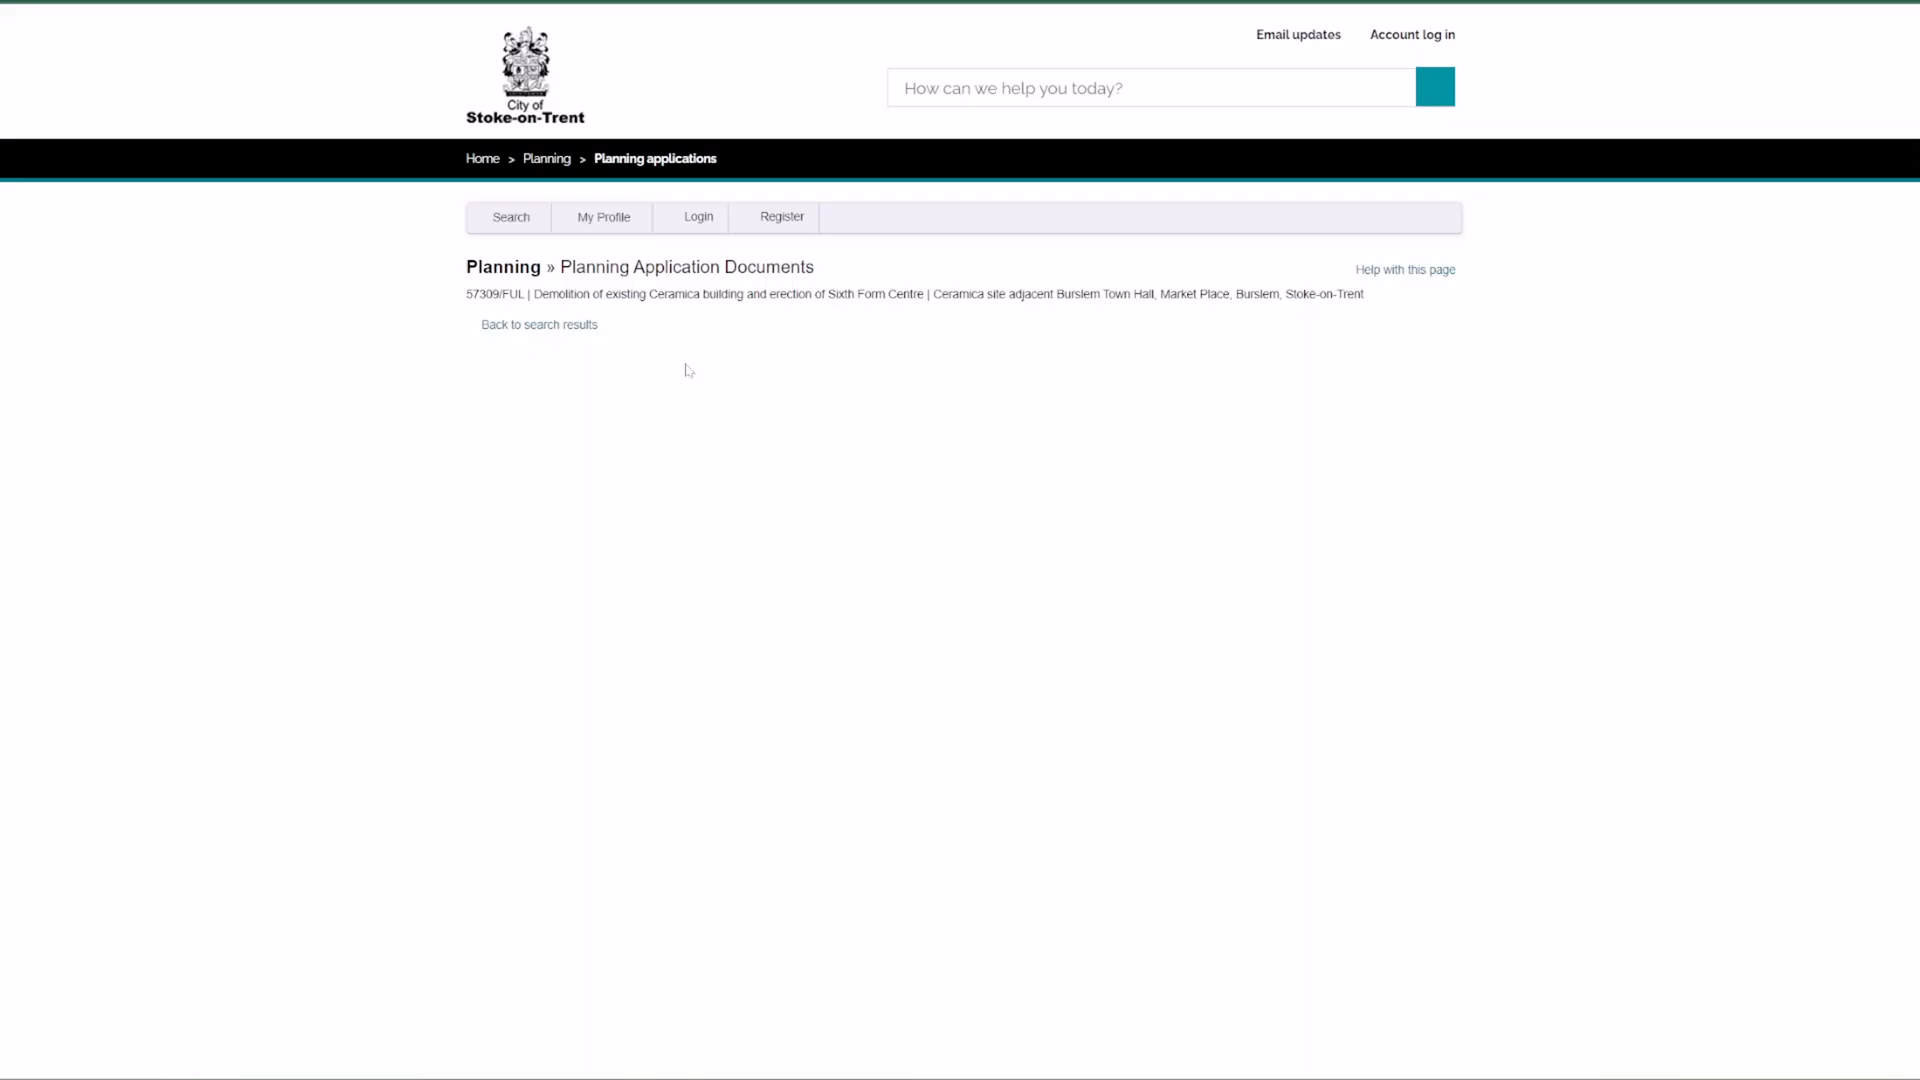 Email updates Account log in
City of
Stoke-on-Trent
How can we help you today?
Home > Planning > Planning applications
Search My Profile Login Register
Planning » Planning Application Documents
Help with this page
57309/FUL | Demolition of existing Ceramica building and erection of Sixth Form Centre | Ceramica site adjacent Burslem Town Hall, Market Place, Burslem, Stoke-on-Trent
Back to search results